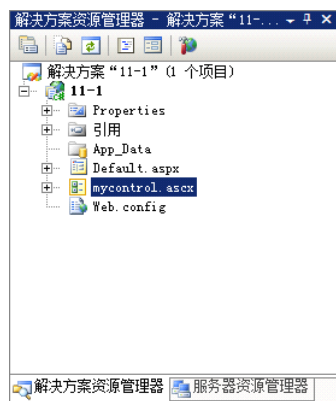 解决方案资源管理器 - 解决方案“11-...
解决方案“11-1”(1 个项目)
11-1
Properties
引用
App_Data
Default.aspx
mycontrol.ascx
Web.config
解决方案资源管理器 服务器资源管理器